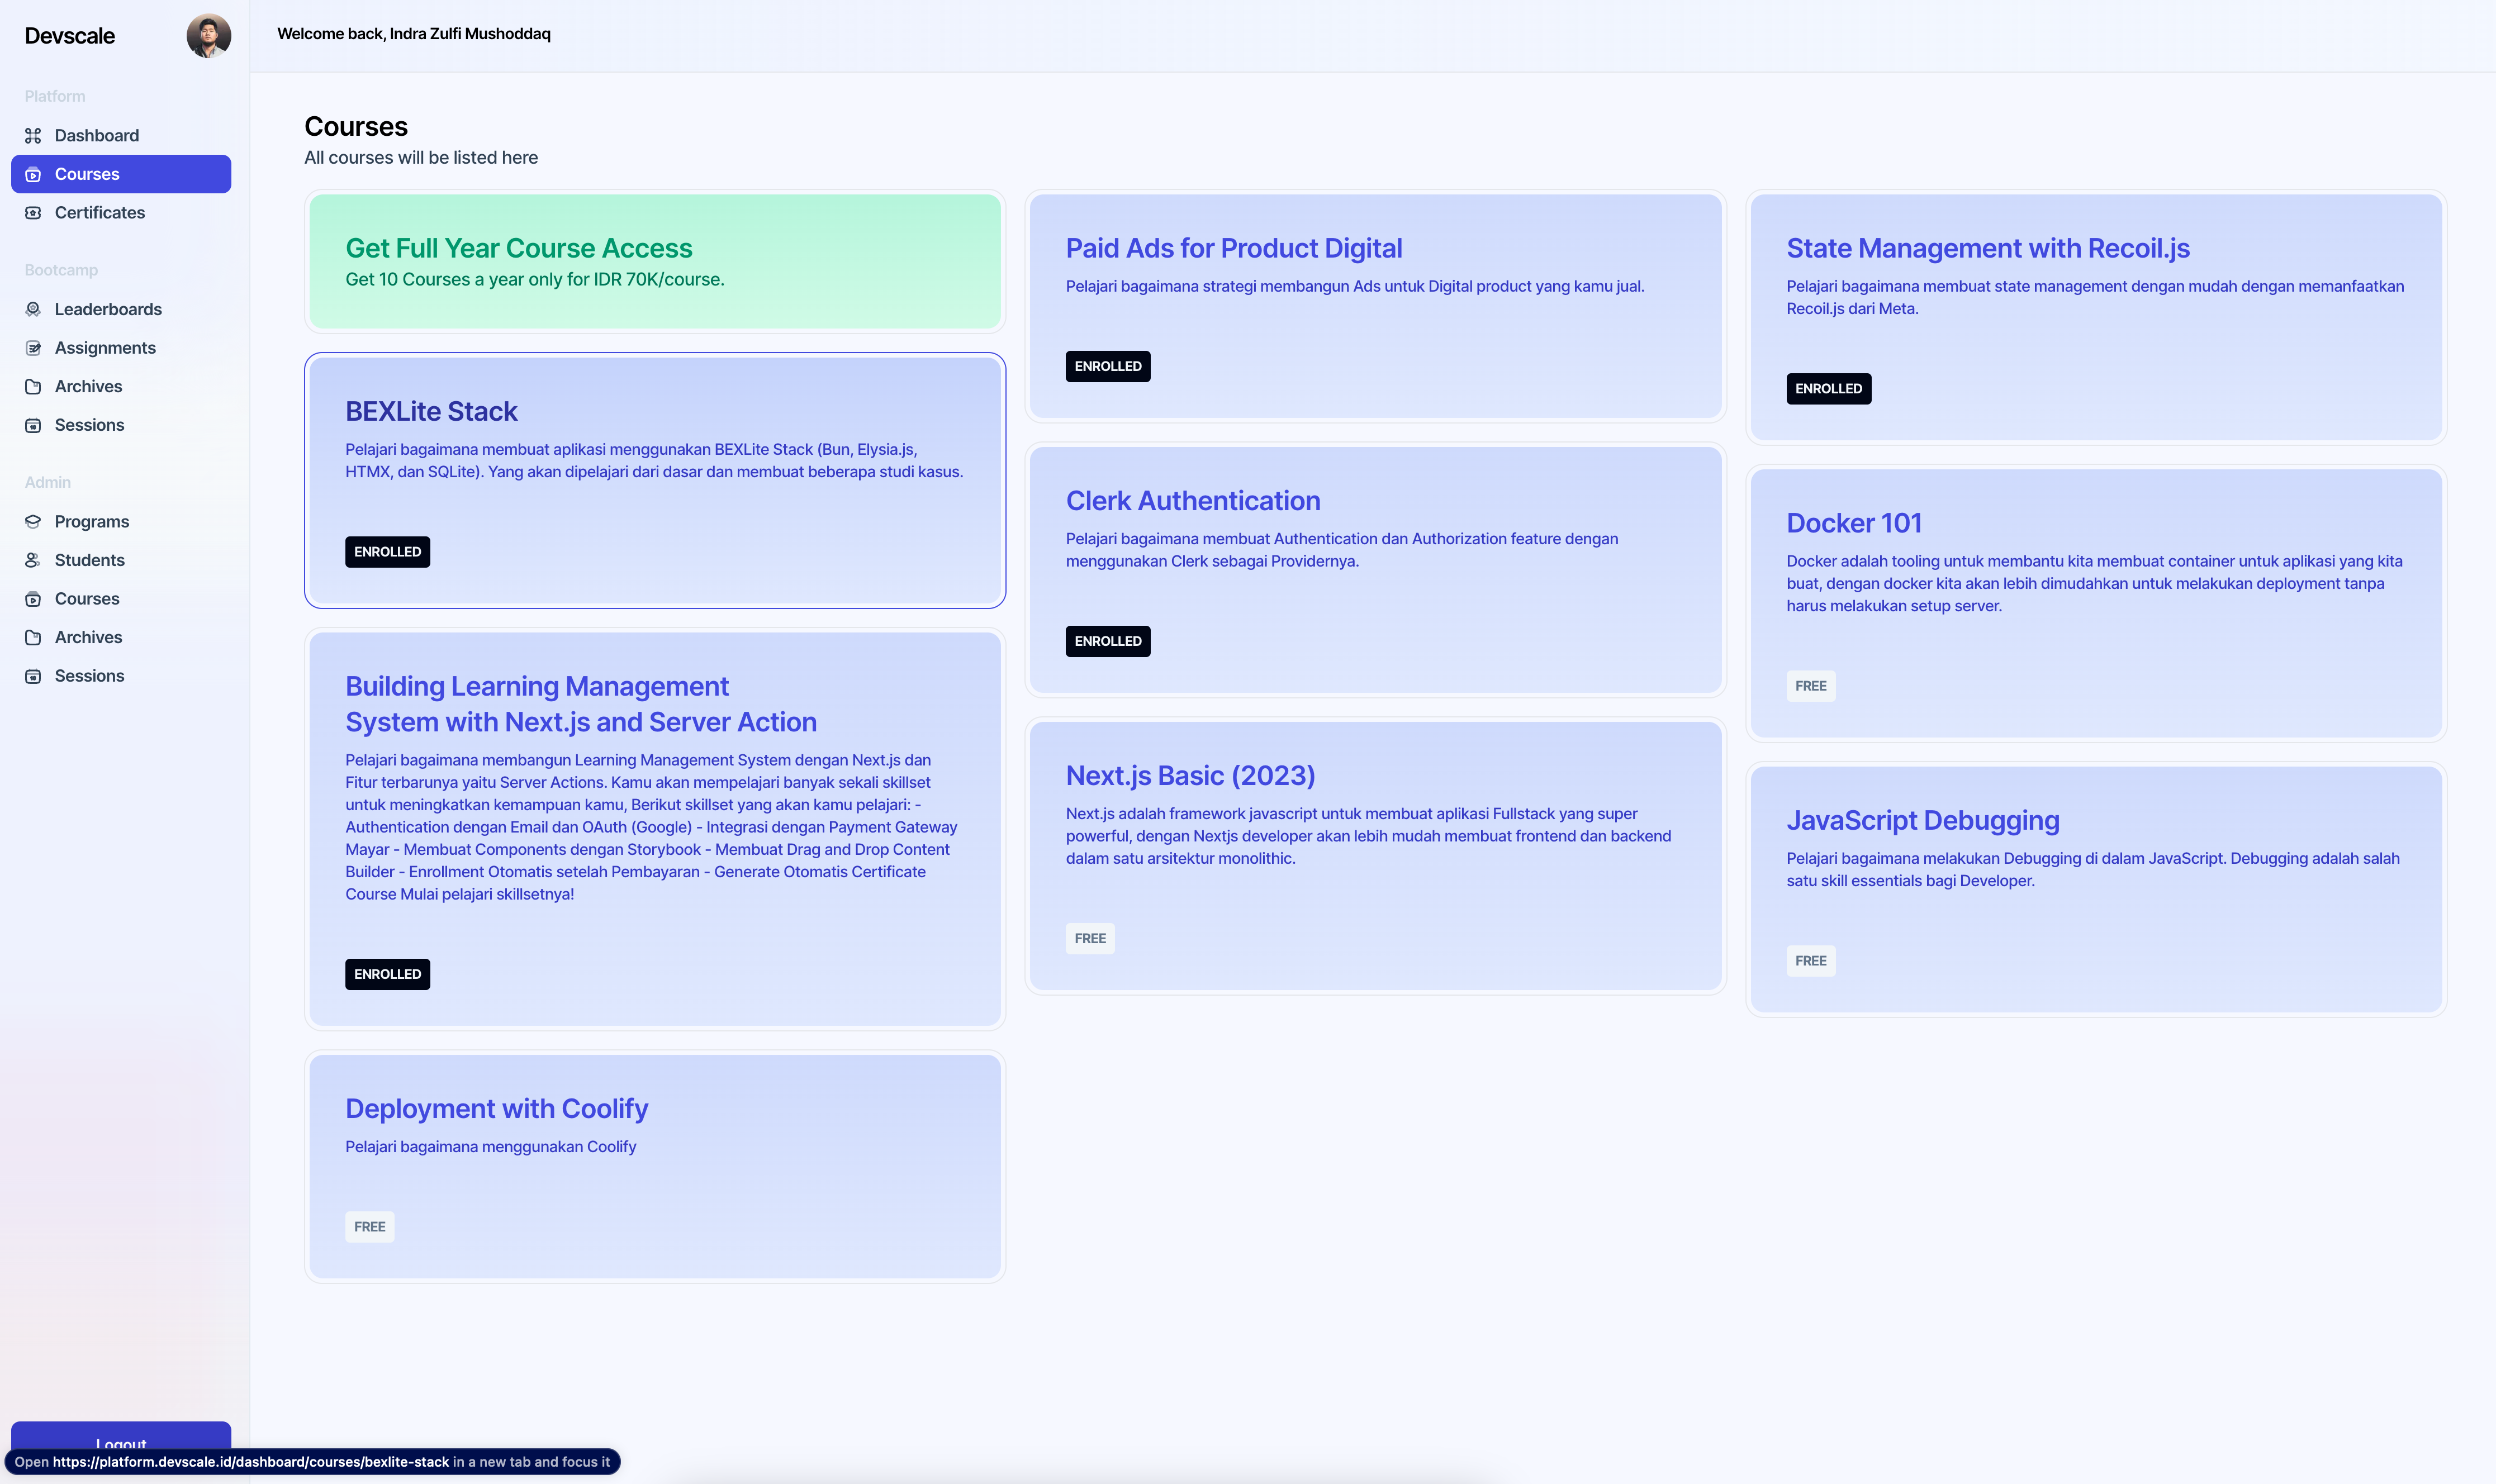 Devscale
Platform
Dashboard
Courses
Certificates
Bootcamp
Leaderboards
Assignments
Archives
Sessions
Admin
Programs
Students
Courses
Archives
Sessions
Logout
Open https://platform.devscale.id/dashboard/courses/bexlite-stack in a new tab and focus it
Welcome back, Indra Zulfi Mushoddaq
Courses
All courses will be listed here
Get Full Year Course Access
Get 10 Courses a year only for IDR 70K/course.
BEXLite Stack
Pelajari bagaimana membuat aplikasi menggunakan BEXLite Stack (Bun, Elysia.js,
HTMX, dan SQLite). Yang akan dipelajari dari dasar dan membuat beberapa studi kasus.
ENROLLED
Building Learning Management
System with Next.js and Server Action
Pelajari bagaimana membangun Learning Management System dengan Next.js dan
Fitur terbarunya yaitu Server Actions. Kamu akan mempelajari banyak sekali skillset
untuk meningkatkan kemampuan kamu, Berikut skillset yang akan kamu pelajari: -
Authentication dengan Email dan OAuth (Google) - Integrasi dengan Payment Gateway
Mayar - Membuat Components dengan Storybook - Membuat Drag and Drop Content
Builder - Enrollment Otomatis setelah Pembayaran - Generate Otomatis Certificate
Course Mulai pelajari skillsetnya!
ENROLLED
Deployment with Coolify
Pelajari bagaimana menggunakan Coolify
FREE
Paid Ads for Product Digital
Pelajari bagaimana strategi membangun Ads untuk Digital product yang kamu jual.
ENROLLED
Clerk Authentication
Pelajari bagaimana membuat Authentication dan Authorization feature dengan
menggunakan Clerk sebagai Providernya.
ENROLLED
Next.js Basic (2023)
Next.js adalah framework javascript untuk membuat aplikasi Fullstack yang super
powerful, dengan Nextjs developer akan lebih mudah membuat frontend dan backend
dalam satu arsitektur monolithic.
FREE
State Management with Recoil.js
Pelajari bagaimana membuat state management dengan mudah dengan memanfaatkan
Recoil.js dari Meta.
ENROLLED
Docker 101
Docker adalah tooling untuk membantu kita membuat container untuk aplikasi yang kita
buat, dengan docker kita akan lebih dimudahkan untuk melakukan deployment tanpa
harus melakukan setup server.
FREE
JavaScript Debugging
Pelajari bagaimana melakukan Debugging di dalam JavaScript. Debugging adalah salah
satu skill essentials bagi Developer.
FREE